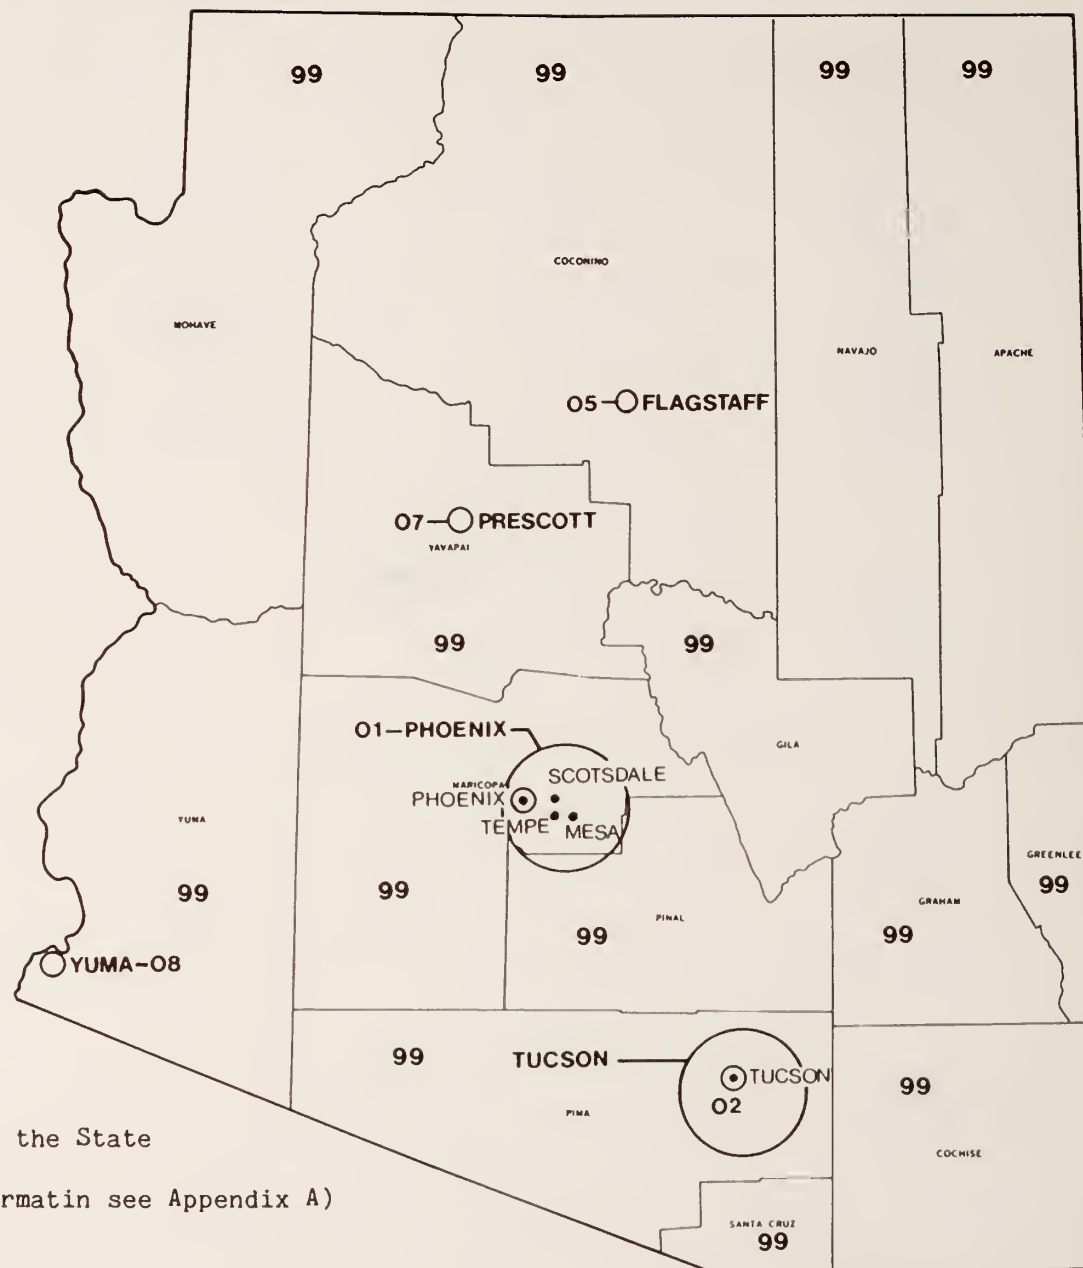 99 99 99 99
COCONINO
MOHAVE
NAVAJO
APACHE
05 FLAGSTAFF
07 PRESCOTT
YAVAPAI
99
99
01-PHOENIX
GILA
SCOTSDALE
MARICOPA
PHOENIX
TEMPE
MESA
YUMA
GREENLEE
99
99
99
GRAHAM
PINAL
99
99
YUMA-08
99
TUCSON
TUCSON
02
99
PIMA
the State
COCHISE
rmatin see Appendix A)
SANTA CRUZ
99